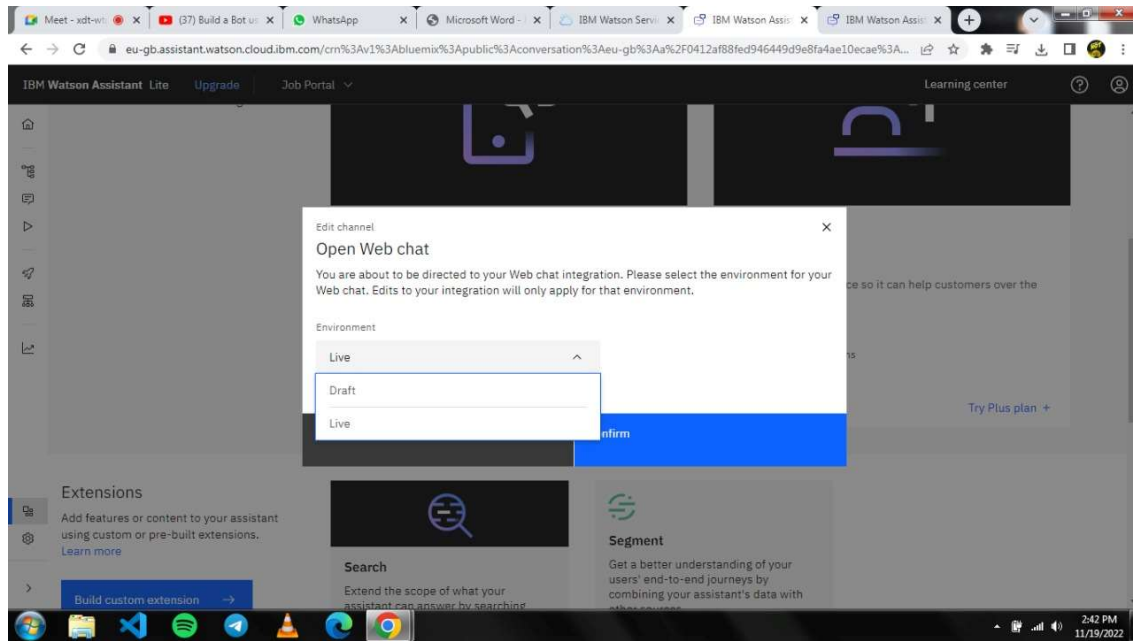 Meet - xdt-wt
(37) Build a Bot us
WhatsApp
Microsoft Word -
IBM Watson Servi
IBM Watson Assis
IBM Watson Assis
eu-gb.assistant.watson.cloud.ibm.com/crn%3Av1%3Abluemix%3Apublic%3Aconversation%3Aeu-gb%3Aa%2F0412af88fed946449d9e8fa4ae10ecae%3A...
IBM Watson Assistant Lite Upgrade Job Portal Learning center
Edit channel
Open Web chat
You are about to be directed to your Web chat integration. Please select the environment for your
Web chat. Edits to your integration will only apply for that environment.
ce so it can help customers over the
Environment
Live
ns
Draft
Live
Try Plus plan +
nfirm
Extensions
Add features or content to your assistant
using custom or pre-built extensions.
Learn more
Build custom extension →
Search
Extend the scope of what your
assistant can answer by searching
Segment
Get a better understanding of your
users' end-to-end journeys by
combining your assistant's data with
other sources
2:42 PM
11/19/2022